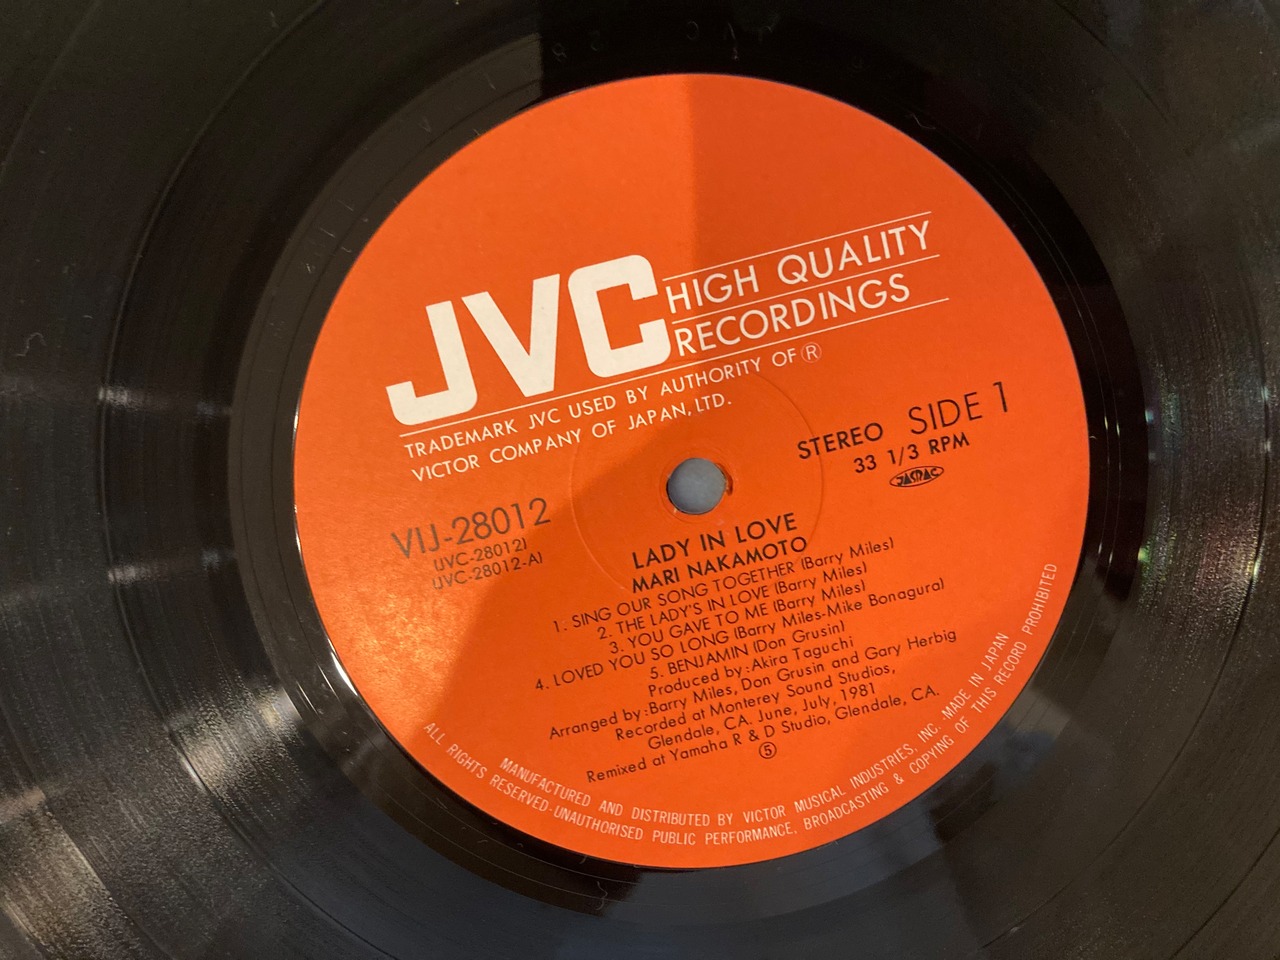 JVC HIGH QUALITY
RECORDINGS
TRADEMARK JVC USED BY AUTHORITY OF Ⓡ
VICTOR COMPANY OF JAPAN, LTD.
STEREO SIDE 1
33 1/3 RPM
JASRAC
VIJ-28012
(JVC-28012)
(JVC-28012-A)
LADY IN LOVE
MARI NAKAMOTO
1. SING OUR SONG TOGETHER (Barry Miles)
2. THE LADY'S IN LOVE (Barry Miles)
3. YOU GAVE TO ME (Barry Miles)
4. LOVED YOU SO LONG (Barry Miles-Mike Bonagura)
5. BENJAMIN (Don Grusin)
Produced by: Akira Taguchi
Arranged by: Barry Miles, Don Grusin and Gary Herbig
Recorded at Monterey Sound Studios,
Glendale, CA. June, July, 1981
Remixed at Yamaha R & D Studio, Glendale, CA.
⑤
MANUFACTURED AND DISTRIBUTED BY VICTOR MUSICAL INDUSTRIES, INC. MADE IN JAPAN
ALL RIGHTS RESERVED-UNAUTHORISED PUBLIC PERFORMANCE, BROADCASTING & COPYING OF THIS RECORD PROHIBITED